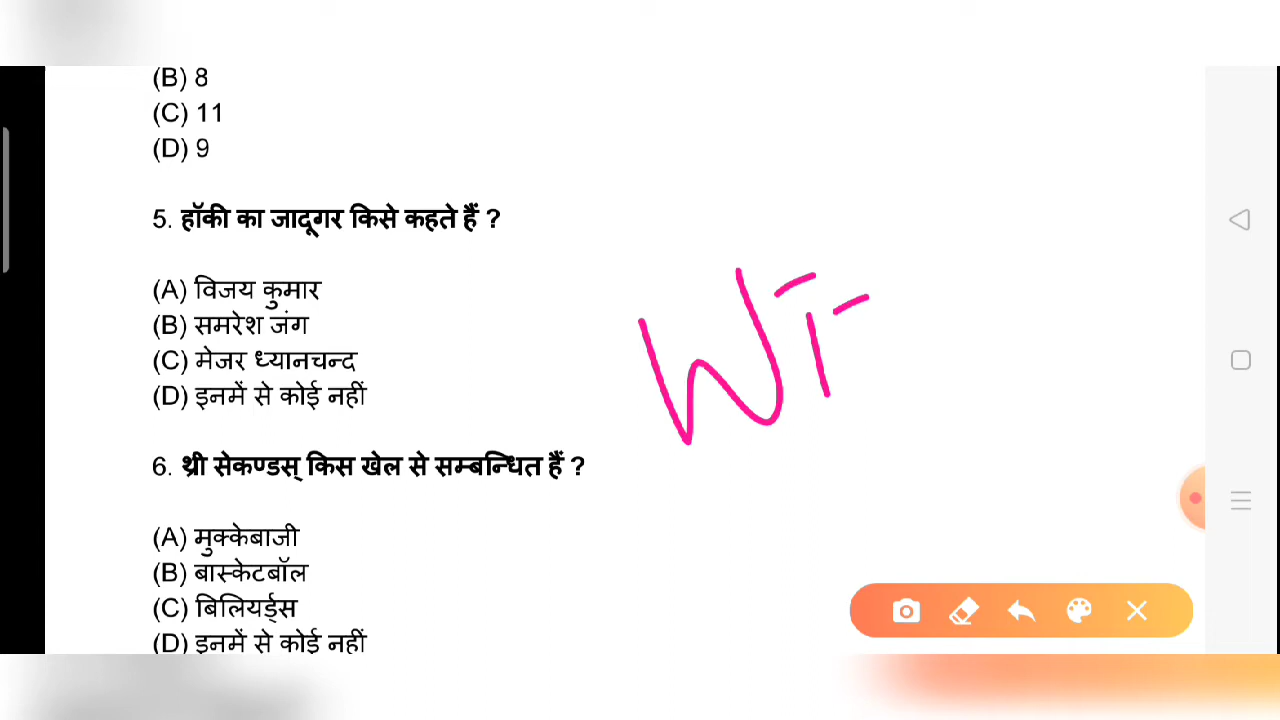 (B) 8
(C) 11
(D) 9
5. हॉकी का जादूगर किसे कहते हैं ?
(A) विजय कुमार
(B) समरेश जंग
(C) मेजर ध्यानचन्द
(D) इनमें से कोई नहीं
6. थ्री सेकण्डस् किस खेल से सम्बन्धित हैं ?
(A) मुक्केबाजी
(B) बास्केटबॉल
(C) बिलियर्ड्स
(D) इनमें से कोई नहीं